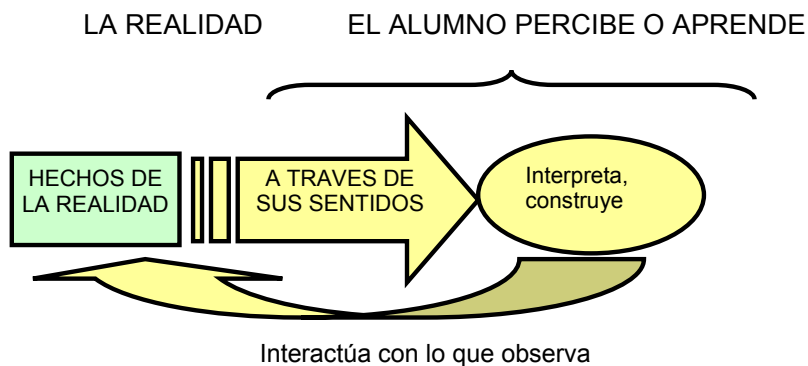 LA REALIDAD
EL ALUMNO PERCIBE O APRENDE
HECHOS DE
LA REALIDAD
A TRAVES DE
SUS SENTIDOS
Interpreta,
construye
Interactúa con lo que observa